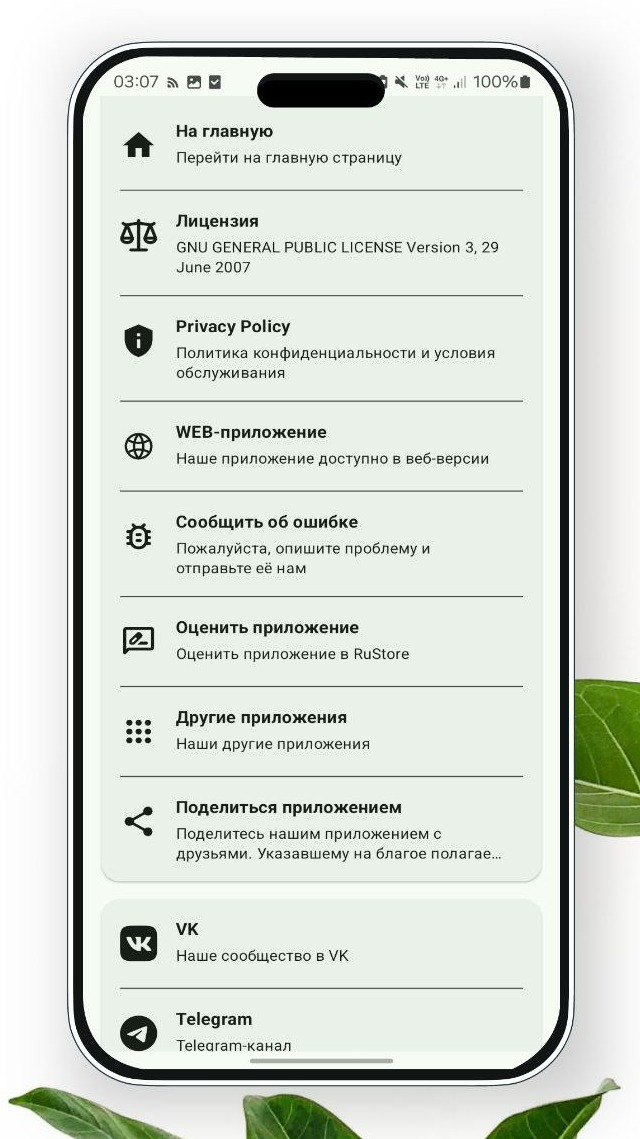 03:07 Vo)) LTE 4G+ 100%
На главную
Перейти на главную страницу
Лицензия
GNU GENERAL PUBLIC LICENSE Version 3, 29
June 2007
Privacy Policy
Политика конфиденциальности и условия
обслуживания
WEB-приложение
Наше приложение доступно в веб-версии
Сообщить об ошибке
Пожалуйста, опишите проблему и
отправьте её нам
Оценить приложение
Оценить приложение в RuStore
Другие приложения
Наши другие приложения
Поделиться приложением
Поделитесь нашим приложением с
друзьями. Указавшему на благое полагае…
VK
Наше сообщество в VK
Telegram
Telegram-канал